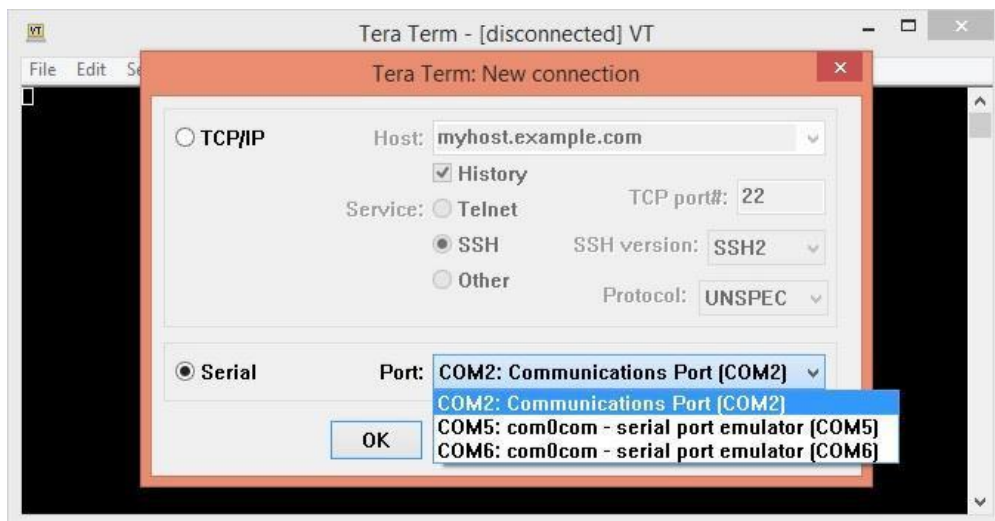 VT
Tera Term - [disconnected] VT
File Edit Se
Tera Term: New connection
TCP/IP
Host: myhost.example.com
History
Service: Telnet
TCP port#: 22
SSH
SSH version: SSH2
Other
Protocol: UNSPEC
Serial
Port: COM2: Communications Port (COM2)
COM2: Communications Port (COM2)
COM5: com0com - serial port emulator (COM5)
COM6: com0com - serial port emulator (COM6)
OK